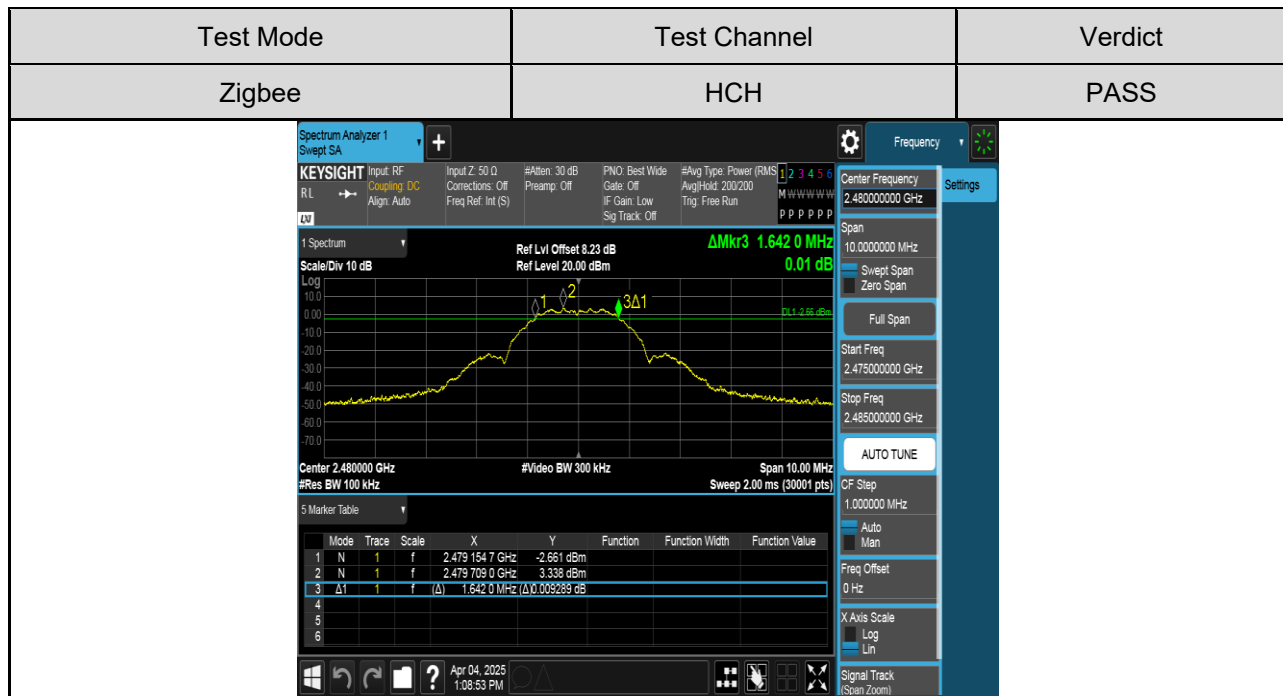 Test Mode Test Channel Verdict
Zigbee HCH PASS
Spectrum Analyzer 1
Swept SA
+
Frequency
KEYSIGHT
RL
LXI
Input: RF
Coupling: DC
Align: Auto
Input Z: 50 Ω
Corrections: Off
Freq Ref: Int (S)
#Atten: 30 dB
Preamp: Off
PNO: Best Wide
Gate: Off
IF Gain: Low
Sig Track: Off
#Avg Type: Power (RMS
Avg|Hold: 200/200
Trig: Free Run
1 2 3 4 5 6
M W W W W W
P P P P P P
1 Spectrum
Scale/Div 10 dB
Ref Lvl Offset 8.23 dB
Ref Level 20.00 dBm
ΔMkr3 1.642 0 MHz
0.01 dB
Log
10.0
0.00
-10.0
-20.0
-30.0
-40.0
-50.0
-60.0
-70.0
1
2
3Δ1
DL1 -2.66 dBm
Center 2.480000 GHz
#Res BW 100 kHz
#Video BW 300 kHz
Span 10.00 MHz
Sweep 2.00 ms (30001 pts)
5 Marker Table
Mode Trace Scale X Y Function Function Width Function Value
1 N 1 f 2.479 154 7 GHz -2.661 dBm
2 N 1 f 2.479 709 0 GHz 3.338 dBm
3 Δ1 1 f (Δ) 1.642 0 MHz (Δ)0.009289 dB
4
5
6
?
Apr 04, 2025
1:08:53 PM
Settings
Center Frequency
2.480000000 GHz
Span
10.0000000 MHz
Swept Span
Zero Span
Full Span
Start Freq
2.475000000 GHz
Stop Freq
2.485000000 GHz
AUTO TUNE
CF Step
1.000000 MHz
Auto
Man
Freq Offset
0 Hz
X Axis Scale
Log
Lin
Signal Track
(Span Zoom)